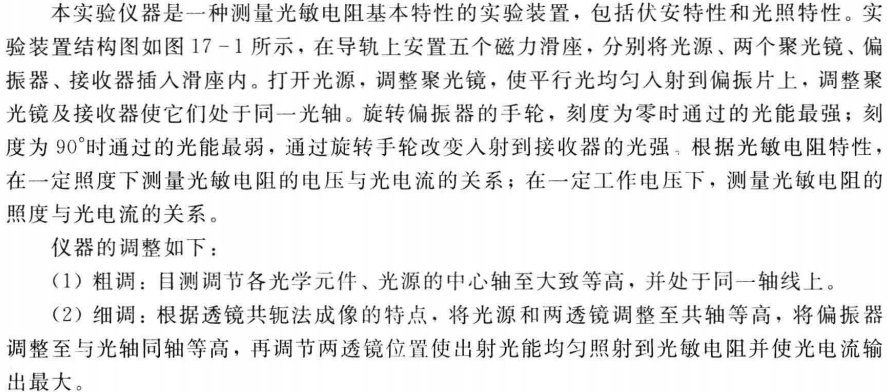 本实验仪器是一种测量光敏电阻基本特性的实验装置，包括伏安特性和光照特性。实
验装置结构图如图 17-1 所示，在导轨上安置五个磁力滑座，分别将光源、两个聚光镜、偏
振器、接收器插入滑座内。打开光源，调整聚光镜，使平行光均匀入射到偏振片上，调整聚
光镜及接收器使它们处于同一光轴。旋转偏振器的手轮，刻度为零时通过的光能最强；刻
度为 90°时通过的光能最弱，通过旋转手轮改变入射到接收器的光强。根据光敏电阻特性，
在一定照度下测量光敏电阻的电压与光电流的关系；在一定工作电压下，测量光敏电阻的
照度与光电流的关系。
仪器的调整如下：
（1）粗调：目测调节各光学元件、光源的中心轴至大致等高，并处于同一轴线上。
（2）细调：根据透镜共轭法成像的特点，将光源和两透镜调整至共轴等高，将偏振器
调整至与光轴同轴等高，再调节两透镜位置使出射光能均匀照射到光敏电阻并使光电流输
出最大。